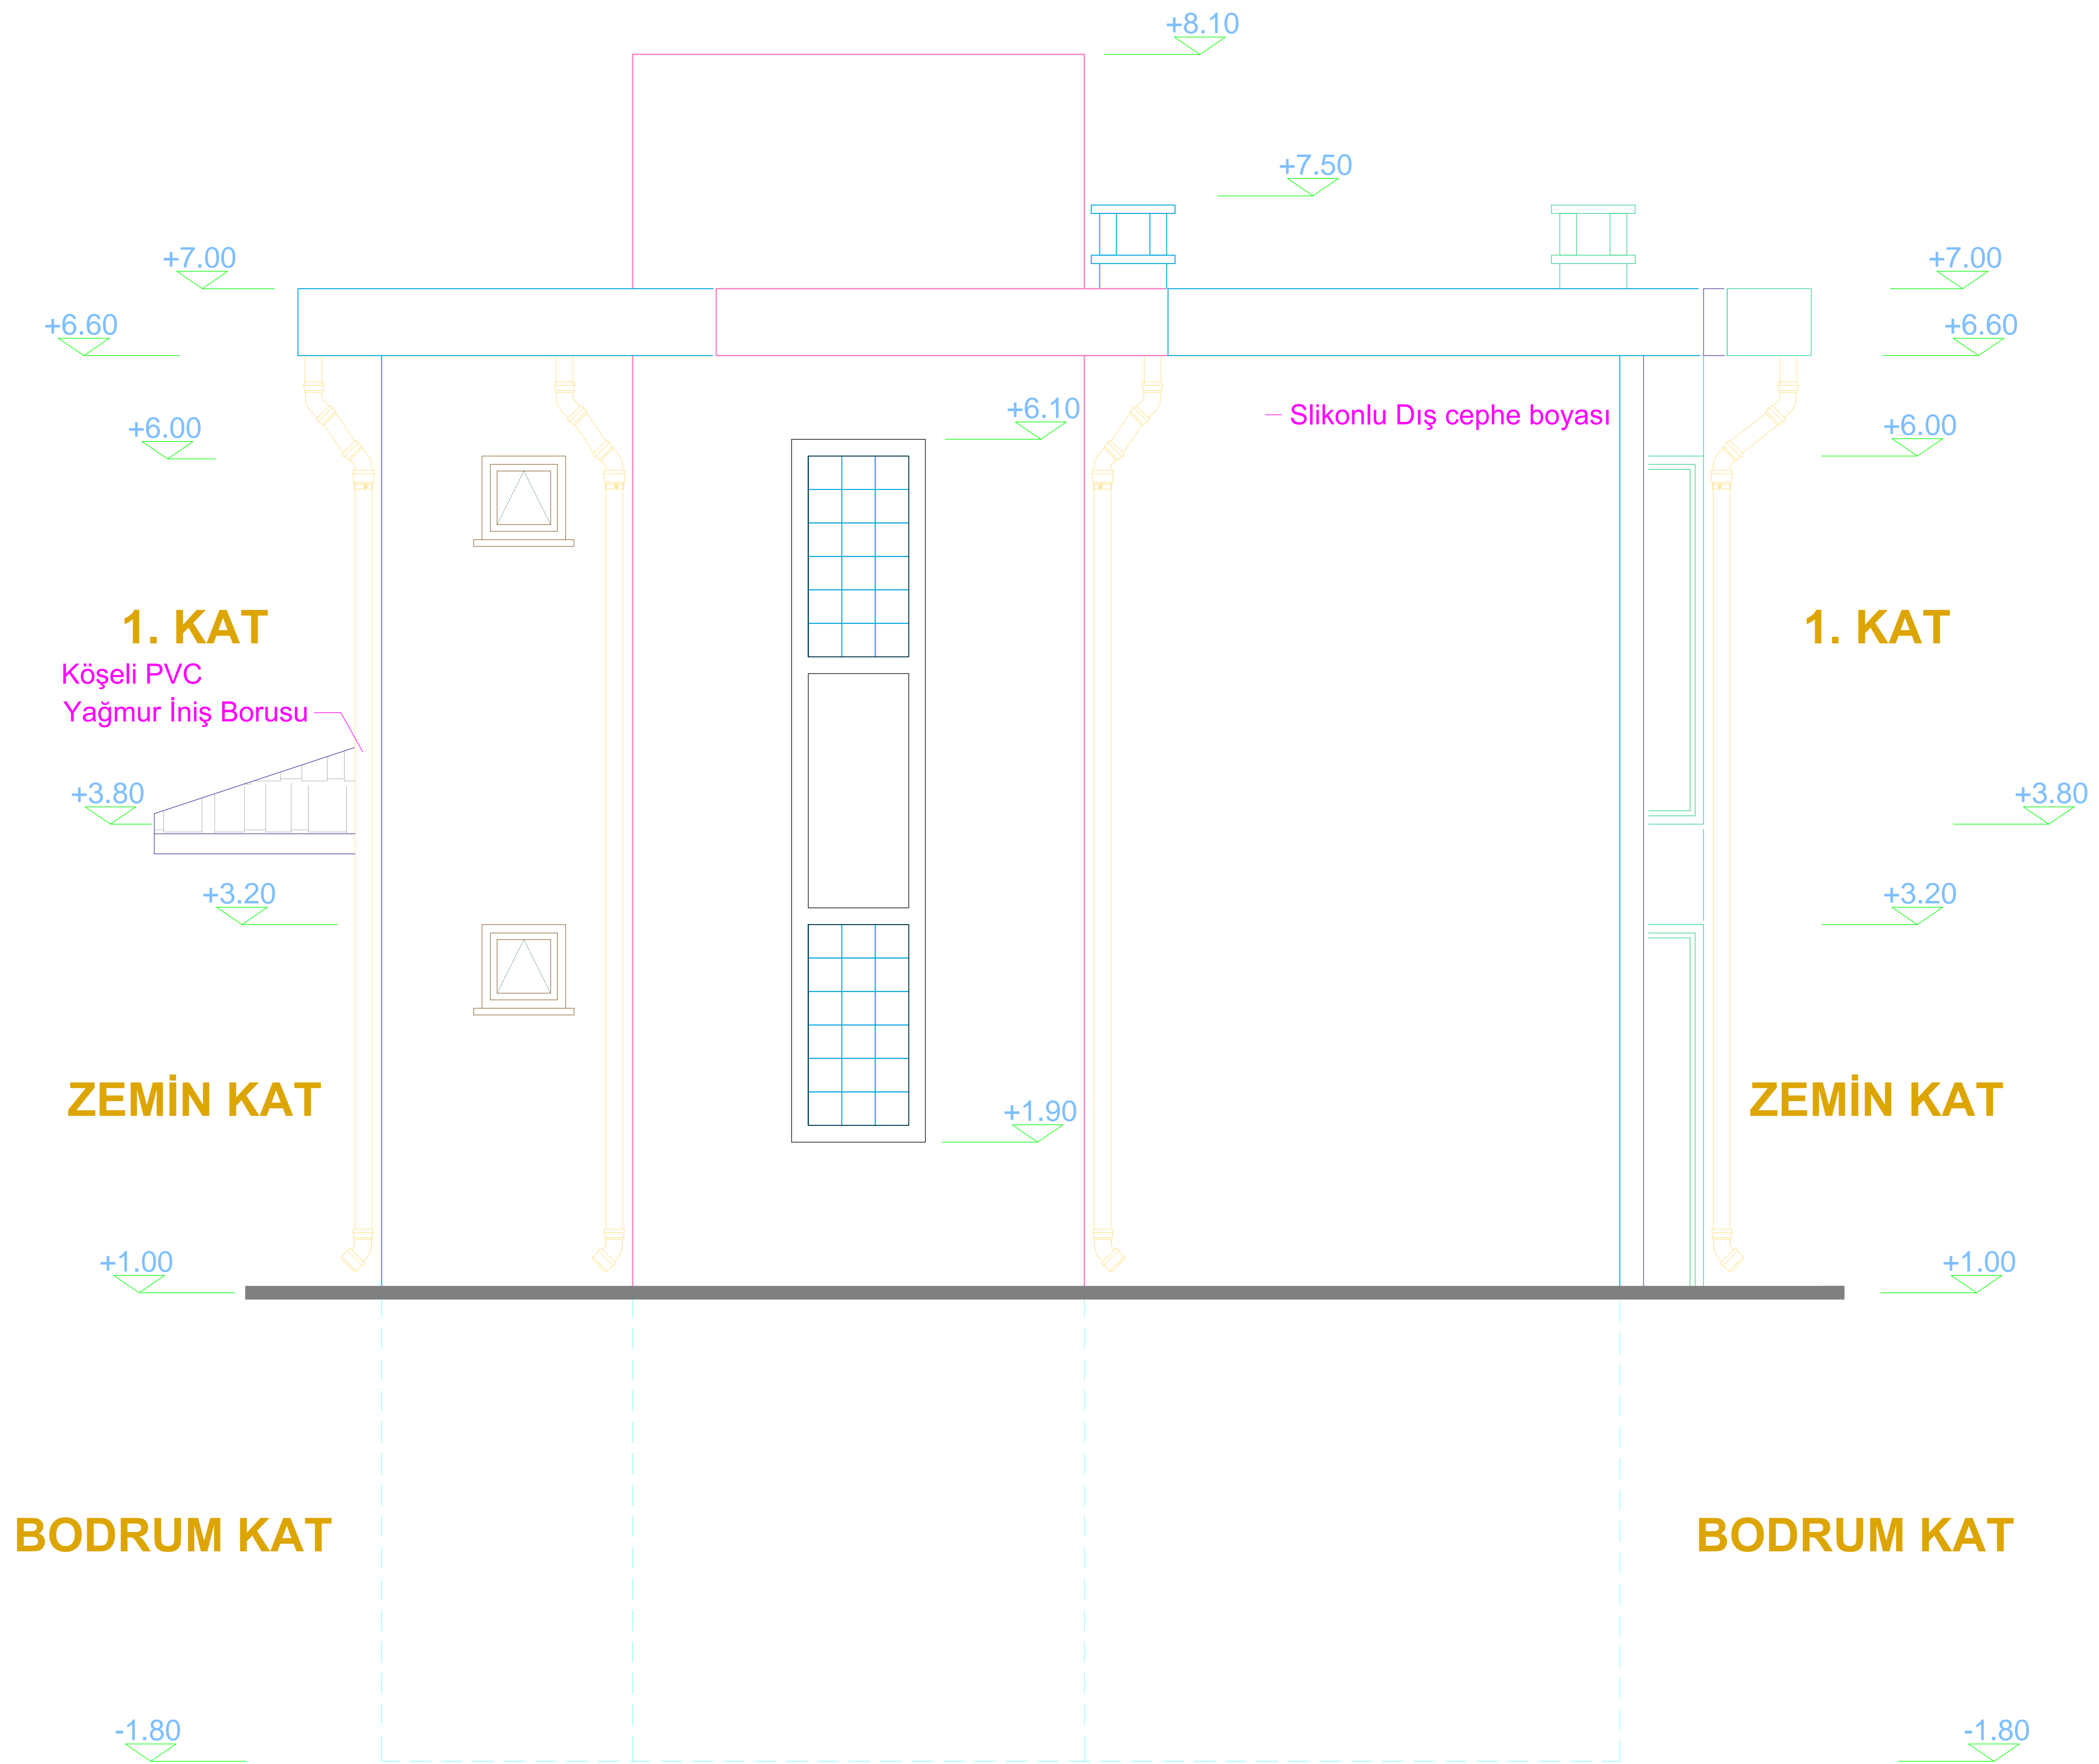 +8.10
+7.50
+7.00
+7.00
+6.60
+6.60
+6.10
Slikonlu Dış cephe boyası
+6.00
+6.00
1. KAT
1. KAT
Köşeli PVC
Yağmur İniş Borusu
+3.80
+3.80
+3.20
+3.20
ZEMİN KAT
ZEMİN KAT
+1.90
+1.00
+1.00
BODRUM KAT
BODRUM KAT
-1.80
-1.80